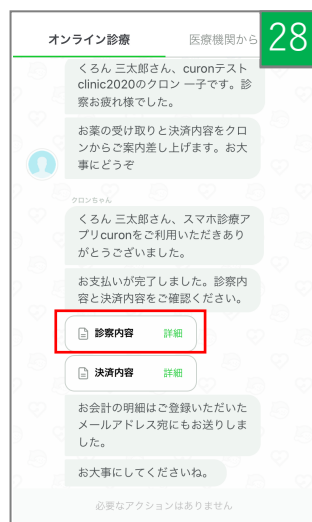 オンライン診療
医療機関から
28
くろん 三太郎さん、curonテスト
clinic2020のクロン 一子です。診
察お疲れ様でした。
お薬の受け取りと決済内容をクロ
ンからご案内差し上げます。お大
事にどうぞ
クロンちゃん
くろん 三太郎さん、スマホ診療ア
プリcuronをご利用いただきあり
がとうございました。
お支払いが完了しました。診察内
容と決済内容をご確認ください。
診察内容 詳細
決済内容 詳細
お会計の明細はご登録いただいた
メールアドレス宛にもお送りしま
した。
お大事にしてくださいね。
必要なアクションはありません